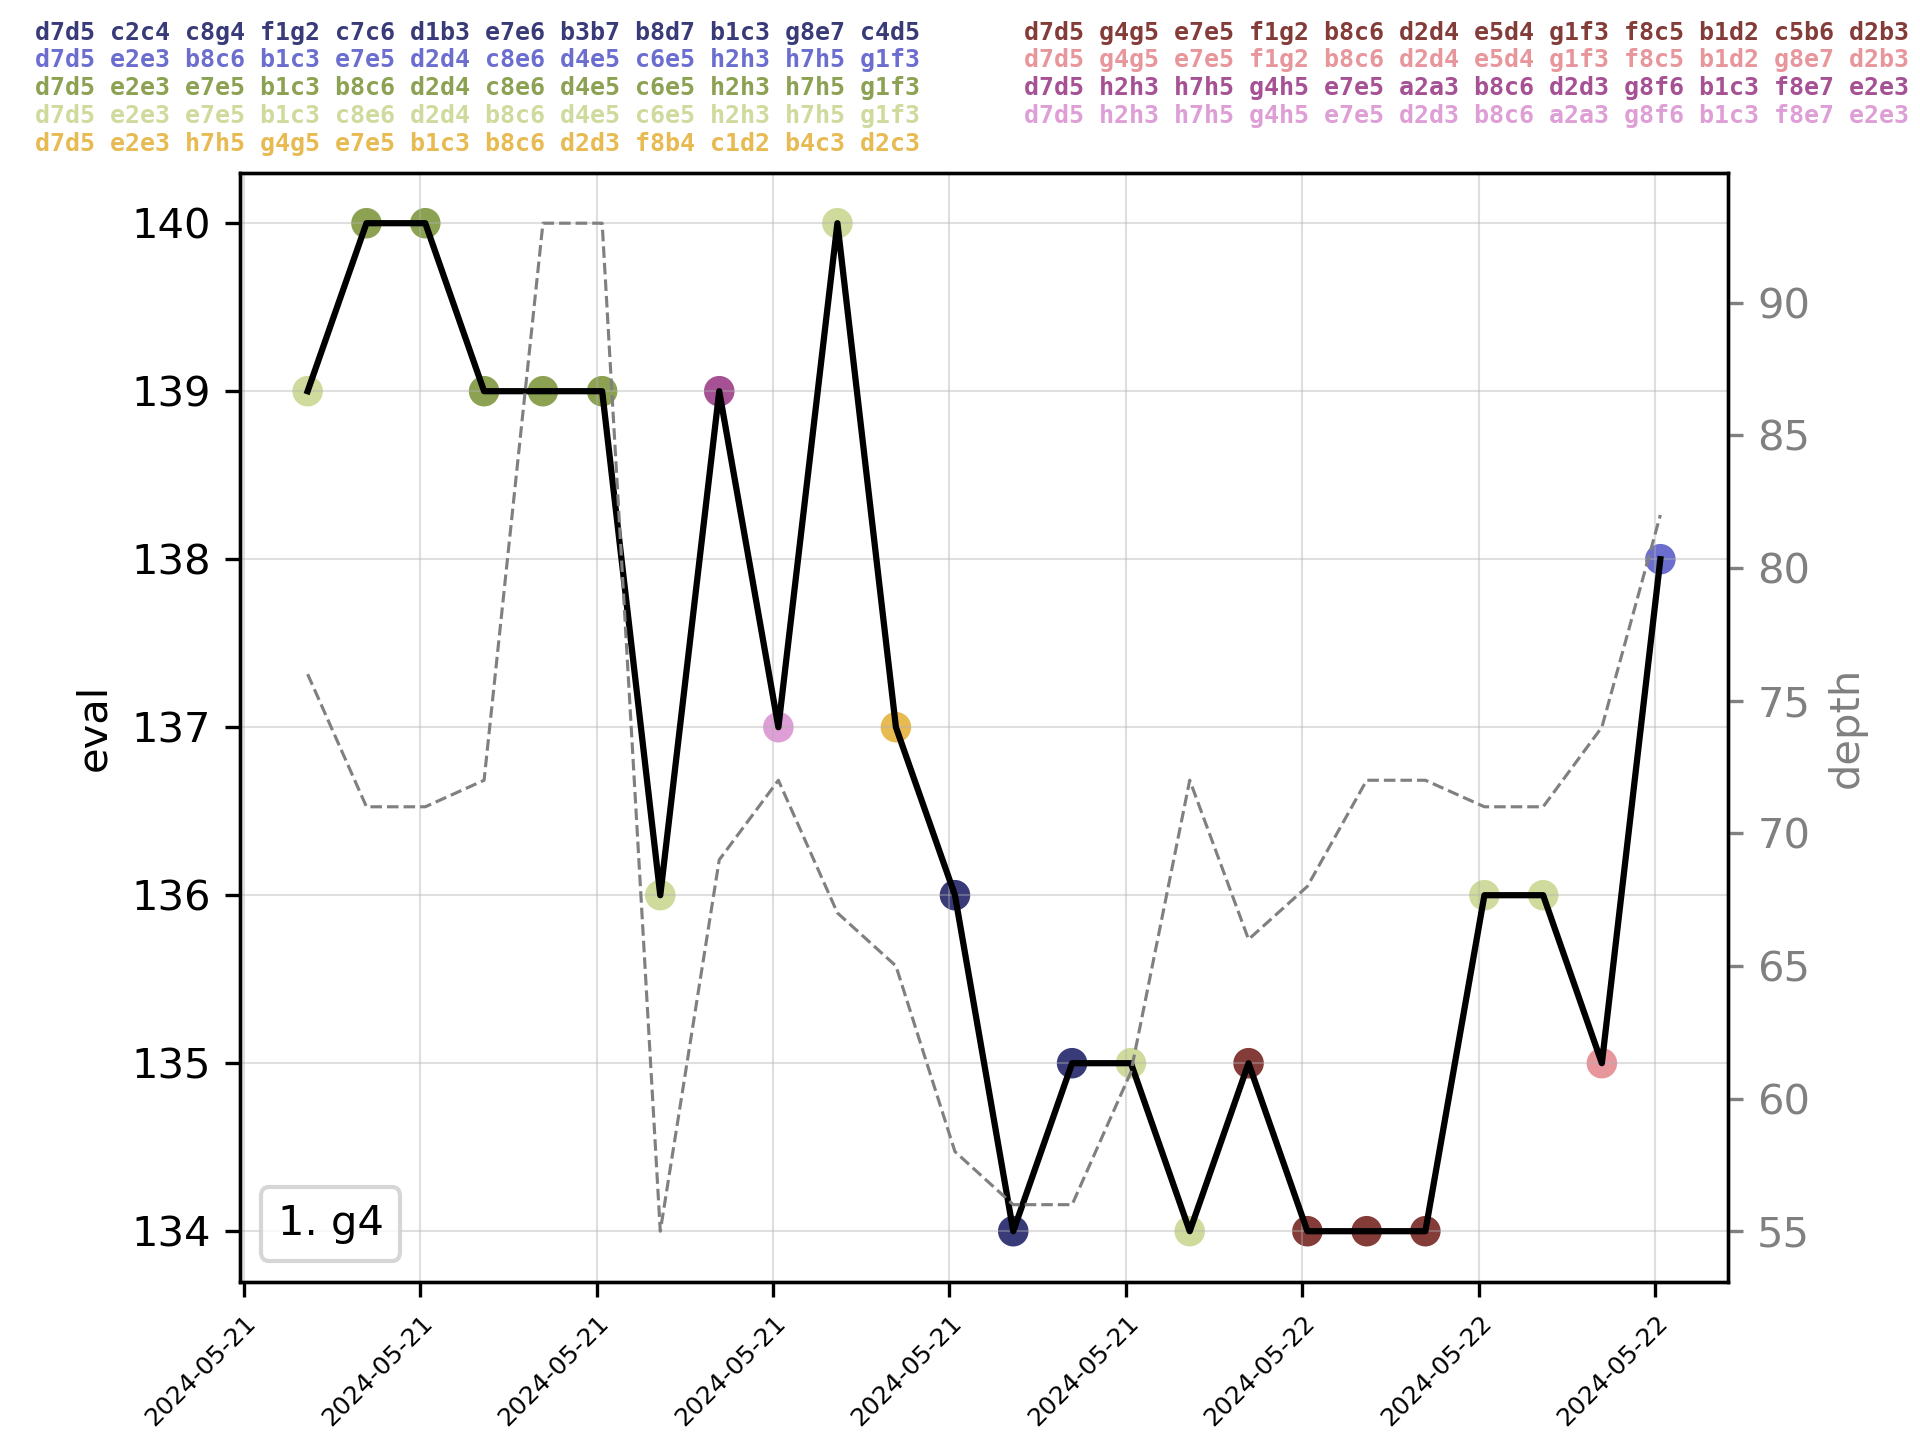 d7d5 c2c4 c8g4 f1g2 c7c6 d1b3 e7e6 b3b7 b8d7 b1c3 g8e7 c4d5
d7d5 e2e3 b8c6 b1c3 e7e5 d2d4 c8e6 d4e5 c6e5 h2h3 h7h5 g1f3
d7d5 e2e3 e7e5 b1c3 b8c6 d2d4 c8e6 d4e5 c6e5 h2h3 h7h5 g1f3
d7d5 e2e3 e7e5 b1c3 c8e6 d2d4 b8c6 d4e5 c6e5 h2h3 h7h5 g1f3
d7d5 e2e3 h7h5 g4g5 e7e5 b1c3 b8c6 d2d3 f8b4 c1d2 b4c3 d2c3
d7d5 g4g5 e7e5 f1g2 b8c6 d2d4 e5d4 g1f3 f8c5 b1d2 c5b6 d2b3
d7d5 g4g5 e7e5 f1g2 b8c6 d2d4 e5d4 g1f3 f8c5 b1d2 g8e7 d2b3
d7d5 h2h3 h7h5 g4h5 e7e5 a2a3 b8c6 d2d3 g8f6 b1c3 f8e7 e2e3
d7d5 h2h3 h7h5 g4h5 e7e5 d2d3 b8c6 a2a3 g8f6 b1c3 f8e7 e2e3
140
139
138
137
136
135
134
eval
90
85
80
75
70
65
60
55
depth
1. g4
2024-05-21
2024-05-21
2024-05-21
2024-05-21
2024-05-21
2024-05-21
2024-05-22
2024-05-22
2024-05-22